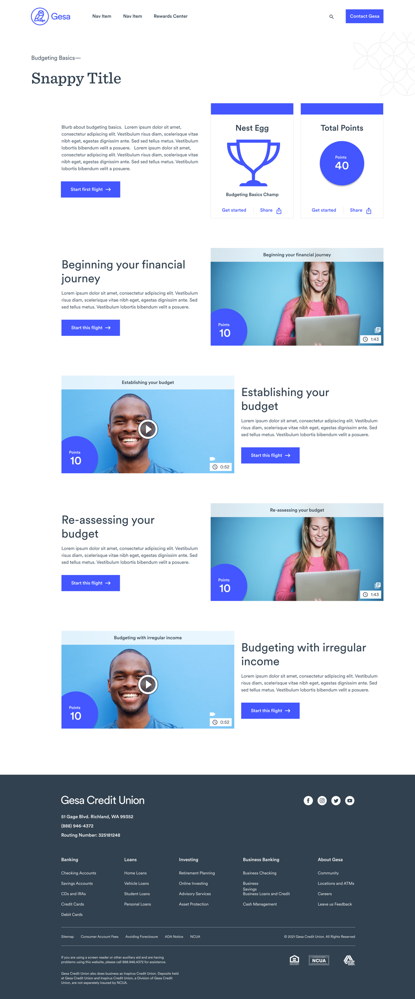 Gesa
Nav Item
Nav Item
Rewards Center
Contact Gesa
Budgeting Basics—
Snappy Title
Blurb about budgeting basics. Lorem ipsum dolor sit amet,
consectetur adipiscing elit. Vestibulum risus diam, scelerisque vitae
nibh eget, egestas dignissim ante. Sed sed tellus metus. Vestibulum
lobortis bibendum velit a posuere. Lorem ipsum dolor sit amet,
consectetur adipiscing elit. Vestibulum risus diam, scelerisque vitae
nibh eget, egestas dignissim ante. Sed sed tellus metus. Vestibulum
lobortis bibendum velit a posuere.
Start first flight
Nest Egg
Budgeting Basics Champ
Get started
Share
Total Points
Points
40
Get started
Share
Beginning your financial
journey
Lorem ipsum dolor sit amet, consectetur adipiscing elit. Vestibulum
risus diam, scelerisque vitae nibh eget, egestas dignissim ante. Sed
sed tellus metus. Vestibulum lobortis bibendum velit a posuere.
Start this flight
Beginning your financial journey
Points
10
1:43
Establishing your budget
Points
10
0:52
Establishing your
budget
Lorem ipsum dolor sit amet, consectetur adipiscing elit. Vestibulum
risus diam, scelerisque vitae nibh eget, egestas dignissim ante. Sed
sed tellus metus. Vestibulum lobortis bibendum velit a posuere.
Start this flight
Re-assessing your
budget
Lorem ipsum dolor sit amet, consectetur adipiscing elit. Vestibulum
risus diam, scelerisque vitae nibh eget, egestas dignissim ante. Sed
sed tellus metus. Vestibulum lobortis bibendum velit a posuere.
Start this flight
Re-assessing your budget
Points
10
1:43
Budgeting with irregular income
Points
10
0:52
Budgeting with irregular
income
Lorem ipsum dolor sit amet, consectetur adipiscing elit. Vestibulum
risus diam, scelerisque vitae nibh eget, egestas dignissim ante. Sed
sed tellus metus. Vestibulum lobortis bibendum velit a posuere.
Start this flight
Gesa Credit Union
51 Gage Blvd. Richland, WA 99352
(888) 946-4372
Routing Number: 325181248
Banking
Checking Accounts
Savings Accounts
CDs and IRAs
Credit Cards
Debit Cards
Loans
Home Loans
Vehicle Loans
Student Loans
Personal Loans
Investing
Retirement Planning
Online Investing
Advisory Services
Asset Protection
Business Banking
Business Checking
Business
Savings
Business Loans and Credit
Cash Management
About Gesa
Community
Locations and ATMs
Careers
Leave us Feedback
Sitemap
Consumer Account Fees
Avoiding Foreclosure
ADA Notice
NCUA
© 2021 Gesa Credit Union. All Rights Reserved
If you are using a screen reader or other auxiliary aid and are having
problems using this website, please call 888.946.4372 for assistance.
Gesa Credit Union also does business as Inspirus Credit Union. Deposits held
at Gesa Credit Union and Inspirus Credit Union, a Division of Gesa Credit
Union, are not separately insured by NCUA.
NCUA
CO-OP